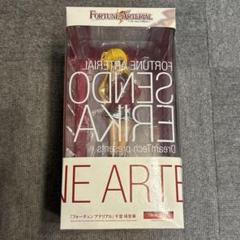 FORTUNE ARTERIAL
FORTUNE ARTERIAL
SENDO
ERIKA
DreamTech presents
NE ARTE
「フォーチュン アテリアル」千堂 瑛里華